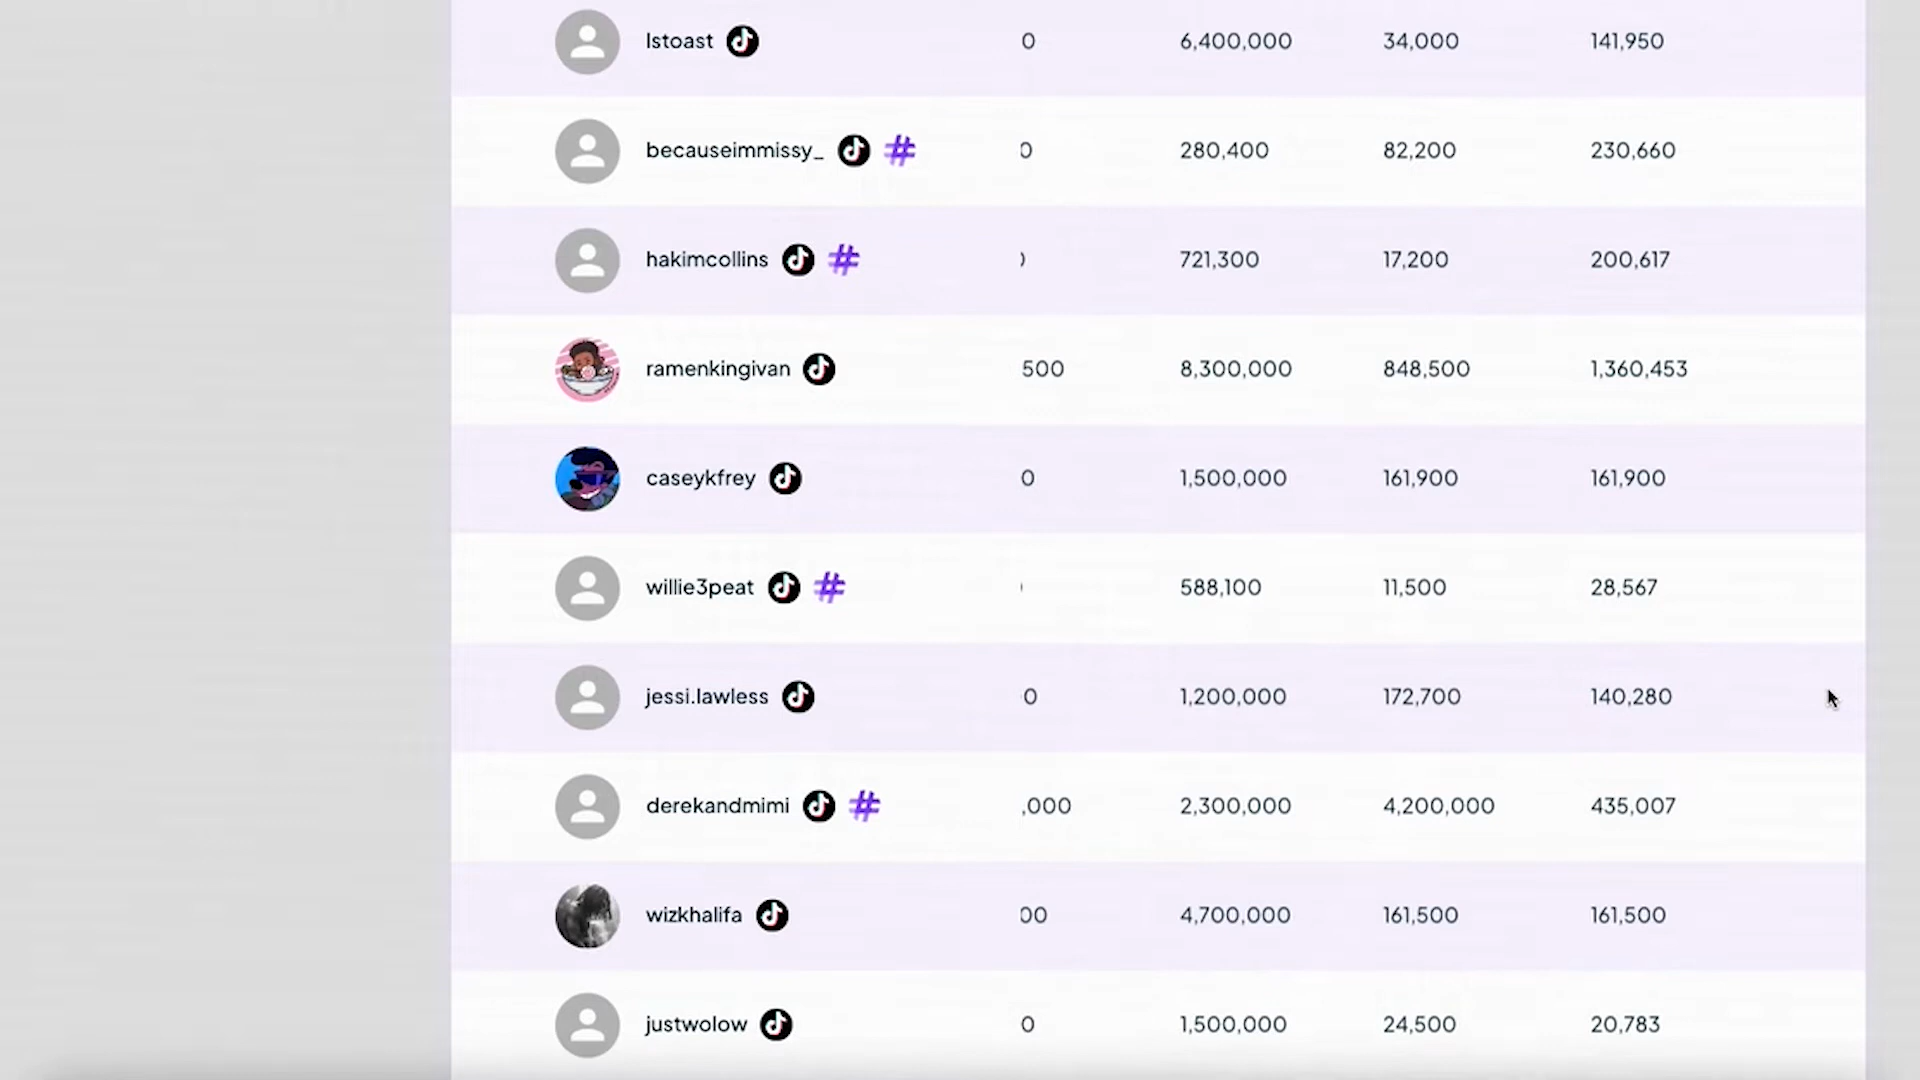 lstoast 0 6,400,000 34,000 141,950
becauseimmissy_ # 0 280,400 82,200 230,660
hakimcollins # 721,300 17,200 200,617
ramenkingivan 500 8,300,000 848,500 1,360,453
caseykfrey 0 1,500,000 161,900 161,900
willie3peat # 588,100 11,500 28,567
jessi.lawless 0 1,200,000 172,700 140,280
derekandmimi # ,000 2,300,000 4,200,000 435,007
wizkhalifa 00 4,700,000 161,500 161,500
justwolow 0 1,500,000 24,500 20,783